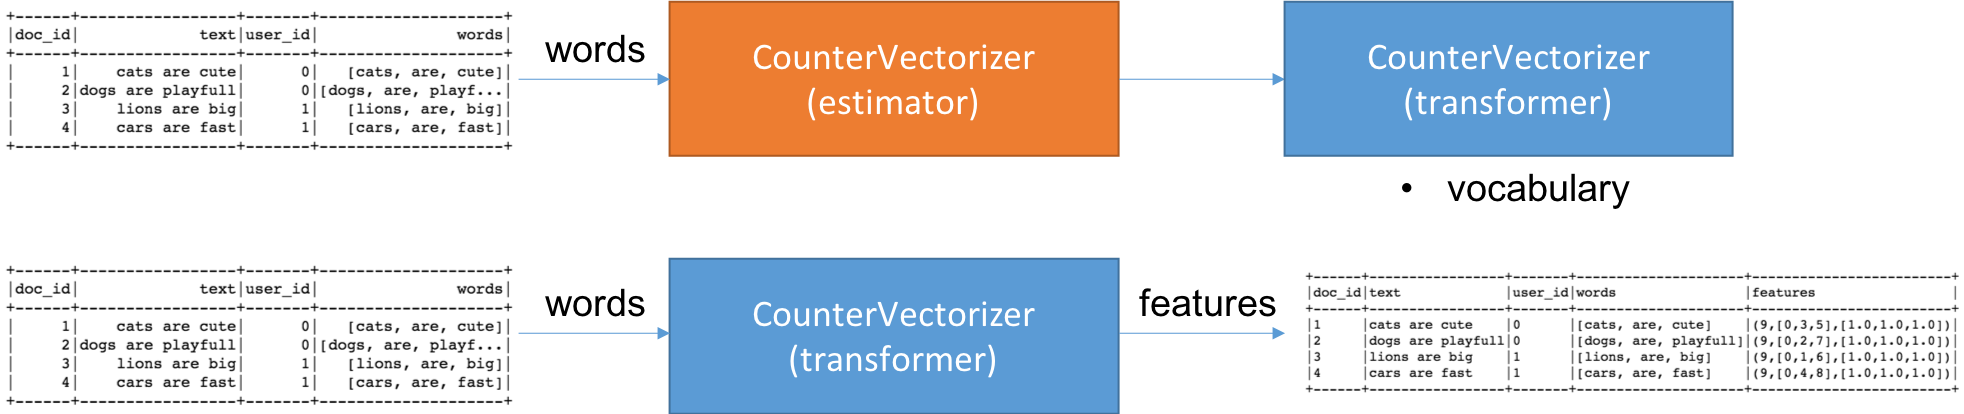 +------+-----------------+-------+--------------------+
|doc_id|             text|user_id|               words|
+------+-----------------+-------+--------------------+
|     1|    cats are cute|      0|   [cats, are, cute]|
|     2|dogs are playfull|      0|[dogs, are, playf...|
|     3|    lions are big|      1|   [lions, are, big]|
|     4|    cars are fast|      1|   [cars, are, fast]|
+------+-----------------+-------+--------------------+
words
CounterVectorizer
(estimator)
CounterVectorizer
(transformer)
• vocabulary
+------+-----------------+-------+--------------------+
|doc_id|             text|user_id|               words|
+------+-----------------+-------+--------------------+
|     1|    cats are cute|      0|   [cats, are, cute]|
|     2|dogs are playfull|      0|[dogs, are, playf...|
|     3|    lions are big|      1|   [lions, are, big]|
|     4|    cars are fast|      1|   [cars, are, fast]|
+------+-----------------+-------+--------------------+
words
CounterVectorizer
(transformer)
features
+------+-----------------+-------+---------------------+-------------------------+
|doc_id|text             |user_id|words                |features                 |
+------+-----------------+-------+---------------------+-------------------------+
|1     |cats are cute    |0      |[cats, are, cute]    |(9,[0,3,5],[1.0,1.0,1.0])|
|2     |dogs are playfull|0      |[dogs, are, playfull]|(9,[0,2,7],[1.0,1.0,1.0])|
|3     |lions are big    |1      |[lions, are, big]    |(9,[0,1,6],[1.0,1.0,1.0])|
|4     |cars are fast    |1      |[cars, are, fast]    |(9,[0,4,8],[1.0,1.0,1.0])|
+------+-----------------+-------+---------------------+-------------------------+